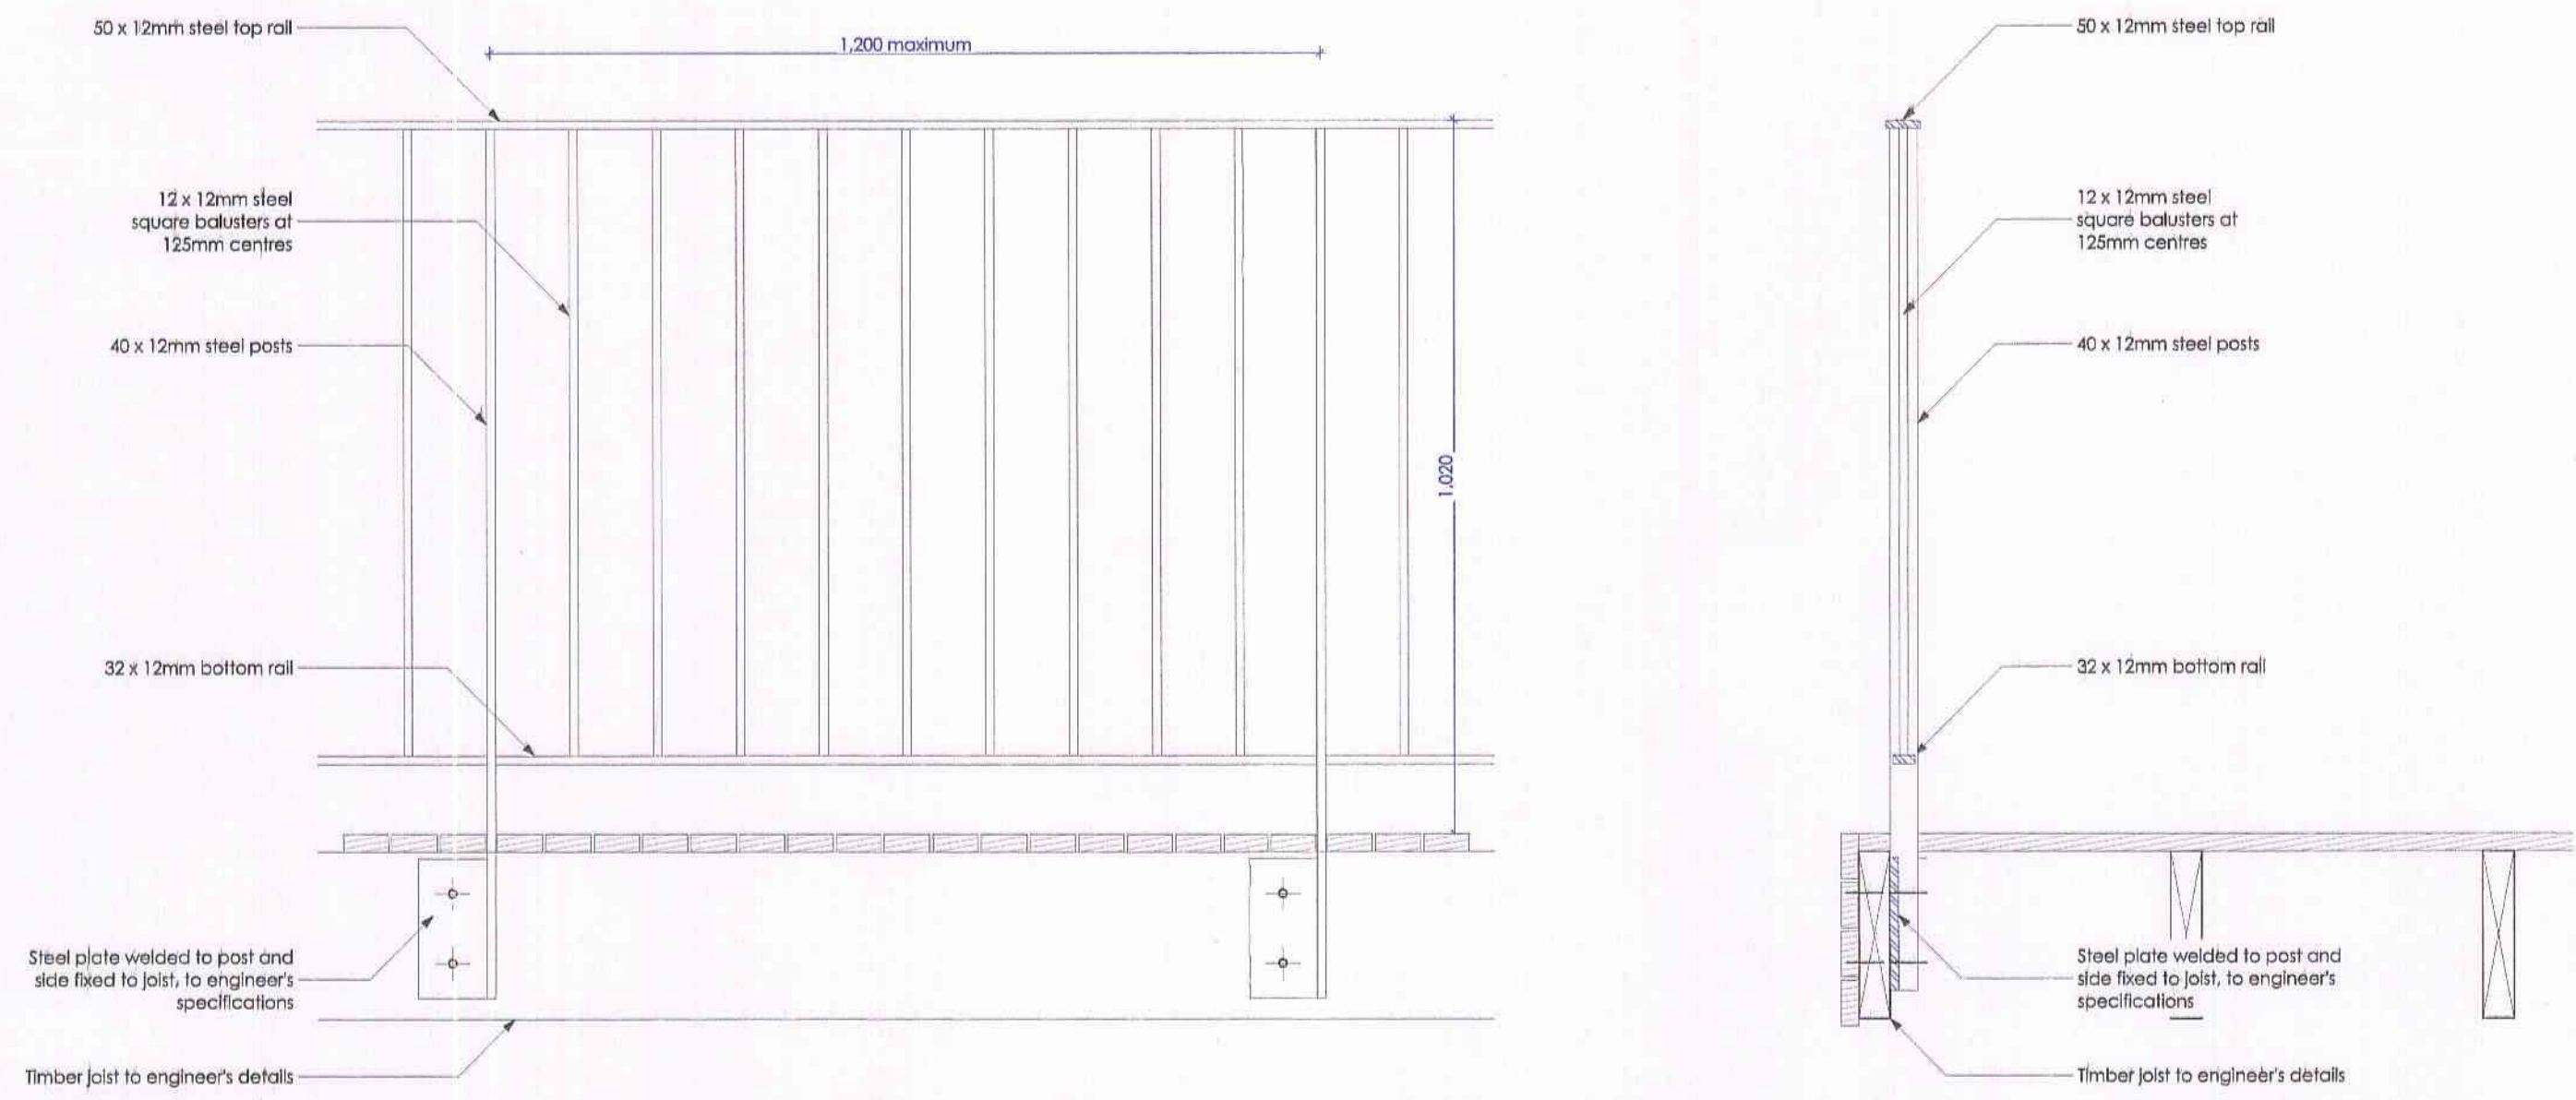 50 x 12mm steel top rail
1,200 maximum
12 x 12mm steel
square balusters at
125mm centres
40 x 12mm steel posts
1,020
32 x 12mm bottom rail
Steel plate welded to post and
side fixed to joist, to engineer's
specifications
Timber joist to engineer's details
50 x 12mm steel top rail
12 x 12mm steel
square balusters at
125mm centres
40 x 12mm steel posts
32 x 12mm bottom rail
Steel plate welded to post and
side fixed to joist, to engineer's
specifications
Timber joist to engineer's details